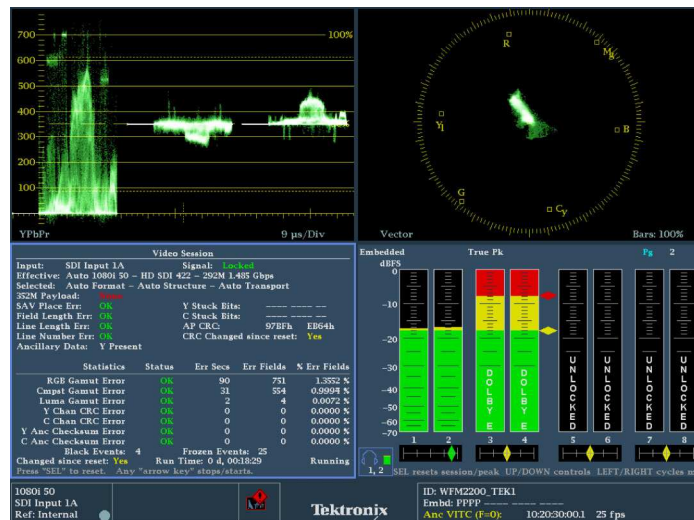 700
100%
600
500
400
350
300
200
100
YPbPr
9 µs/Div
R
Mg
B
Cy
G
Yl
Vector
Bars: 100%
Video Session
Input: SDI Input 1A Signal: Locked
Effective: Auto 1080i 50 – HD SDI 422 – 292M 1.485 Gbps
Selected: Auto Format – Auto Structure – Auto Transport
352M Payload:
SAV Place Err: OK Y Stuck Bits: ---- ---- --
Field Length Err: OK C Stuck Bits: ---- ---- --
Line Length Err: OK AP CRC: 97BFh EB64h
Line Number Err: OK CRC Changed since reset: Yes
Ancillary Data: Y Present
Statistics Status Err Secs Err Fields % Err Fields
RGB Gamut Error OK 90 751 1.3552 %
Cmpst Gamut Error OK 31 554 0.9994 %
Luma Gamut Error OK 2 4 0.0072 %
Y Chan CRC Error OK 0 0 0.0000 %
C Chan CRC Error OK 0 0 0.0000 %
Y Anc Checksum Error OK 0 0 0.0000 %
C Anc Checksum Error OK 0 0 0.0000 %
Black Events: 4 Frozen Events: 25
Changed since reset: Yes Run Time: 0 d, 00:18:29 Running
Press "SEL" to reset. Any "arrow key" stops/starts.
Embedded True Pk Pg 2
dBFS
0
-10
-20
-30
-40
-50
-60
-70
DOLBY E
DOLBY E
UNLOCKED
UNLOCKED
UNLOCKED
UNLOCKED
1 2 3 4 5 6 7 8
1, 2
SEL resets session/peak UP/DOWN controls LEFT/RIGHT cycles m
1080i 50
SDI Input 1A
Ref: Internal
Tektronix
ID: WFM2200_TEK1
Embd: PPPP ---- ---- ----
Anc VITC (F=0): 10:20:30:00.1 25 fps